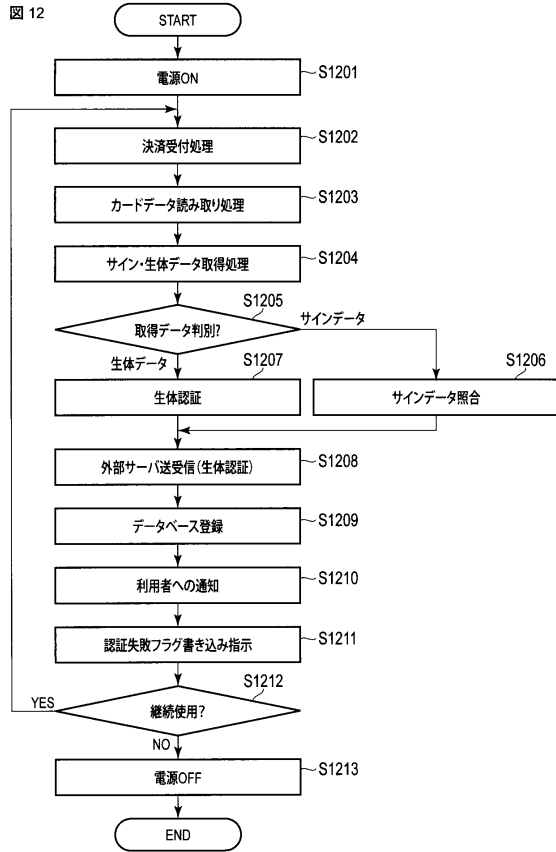 図 12
START
電源ON
S1201
決済受付処理
S1202
カードデータ読み取り処理
S1203
サイン・生体データ取得処理
S1204
S1205
取得データ判別?
サインデータ
生体データ
S1207
S1206
生体認証
サインデータ照合
外部サーバ送受信(生体認証)
S1208
データベース登録
S1209
利用者への通知
S1210
認証失敗フラグ書き込み指示
S1211
S1212
YES
継続使用?
NO
電源OFF
S1213
END